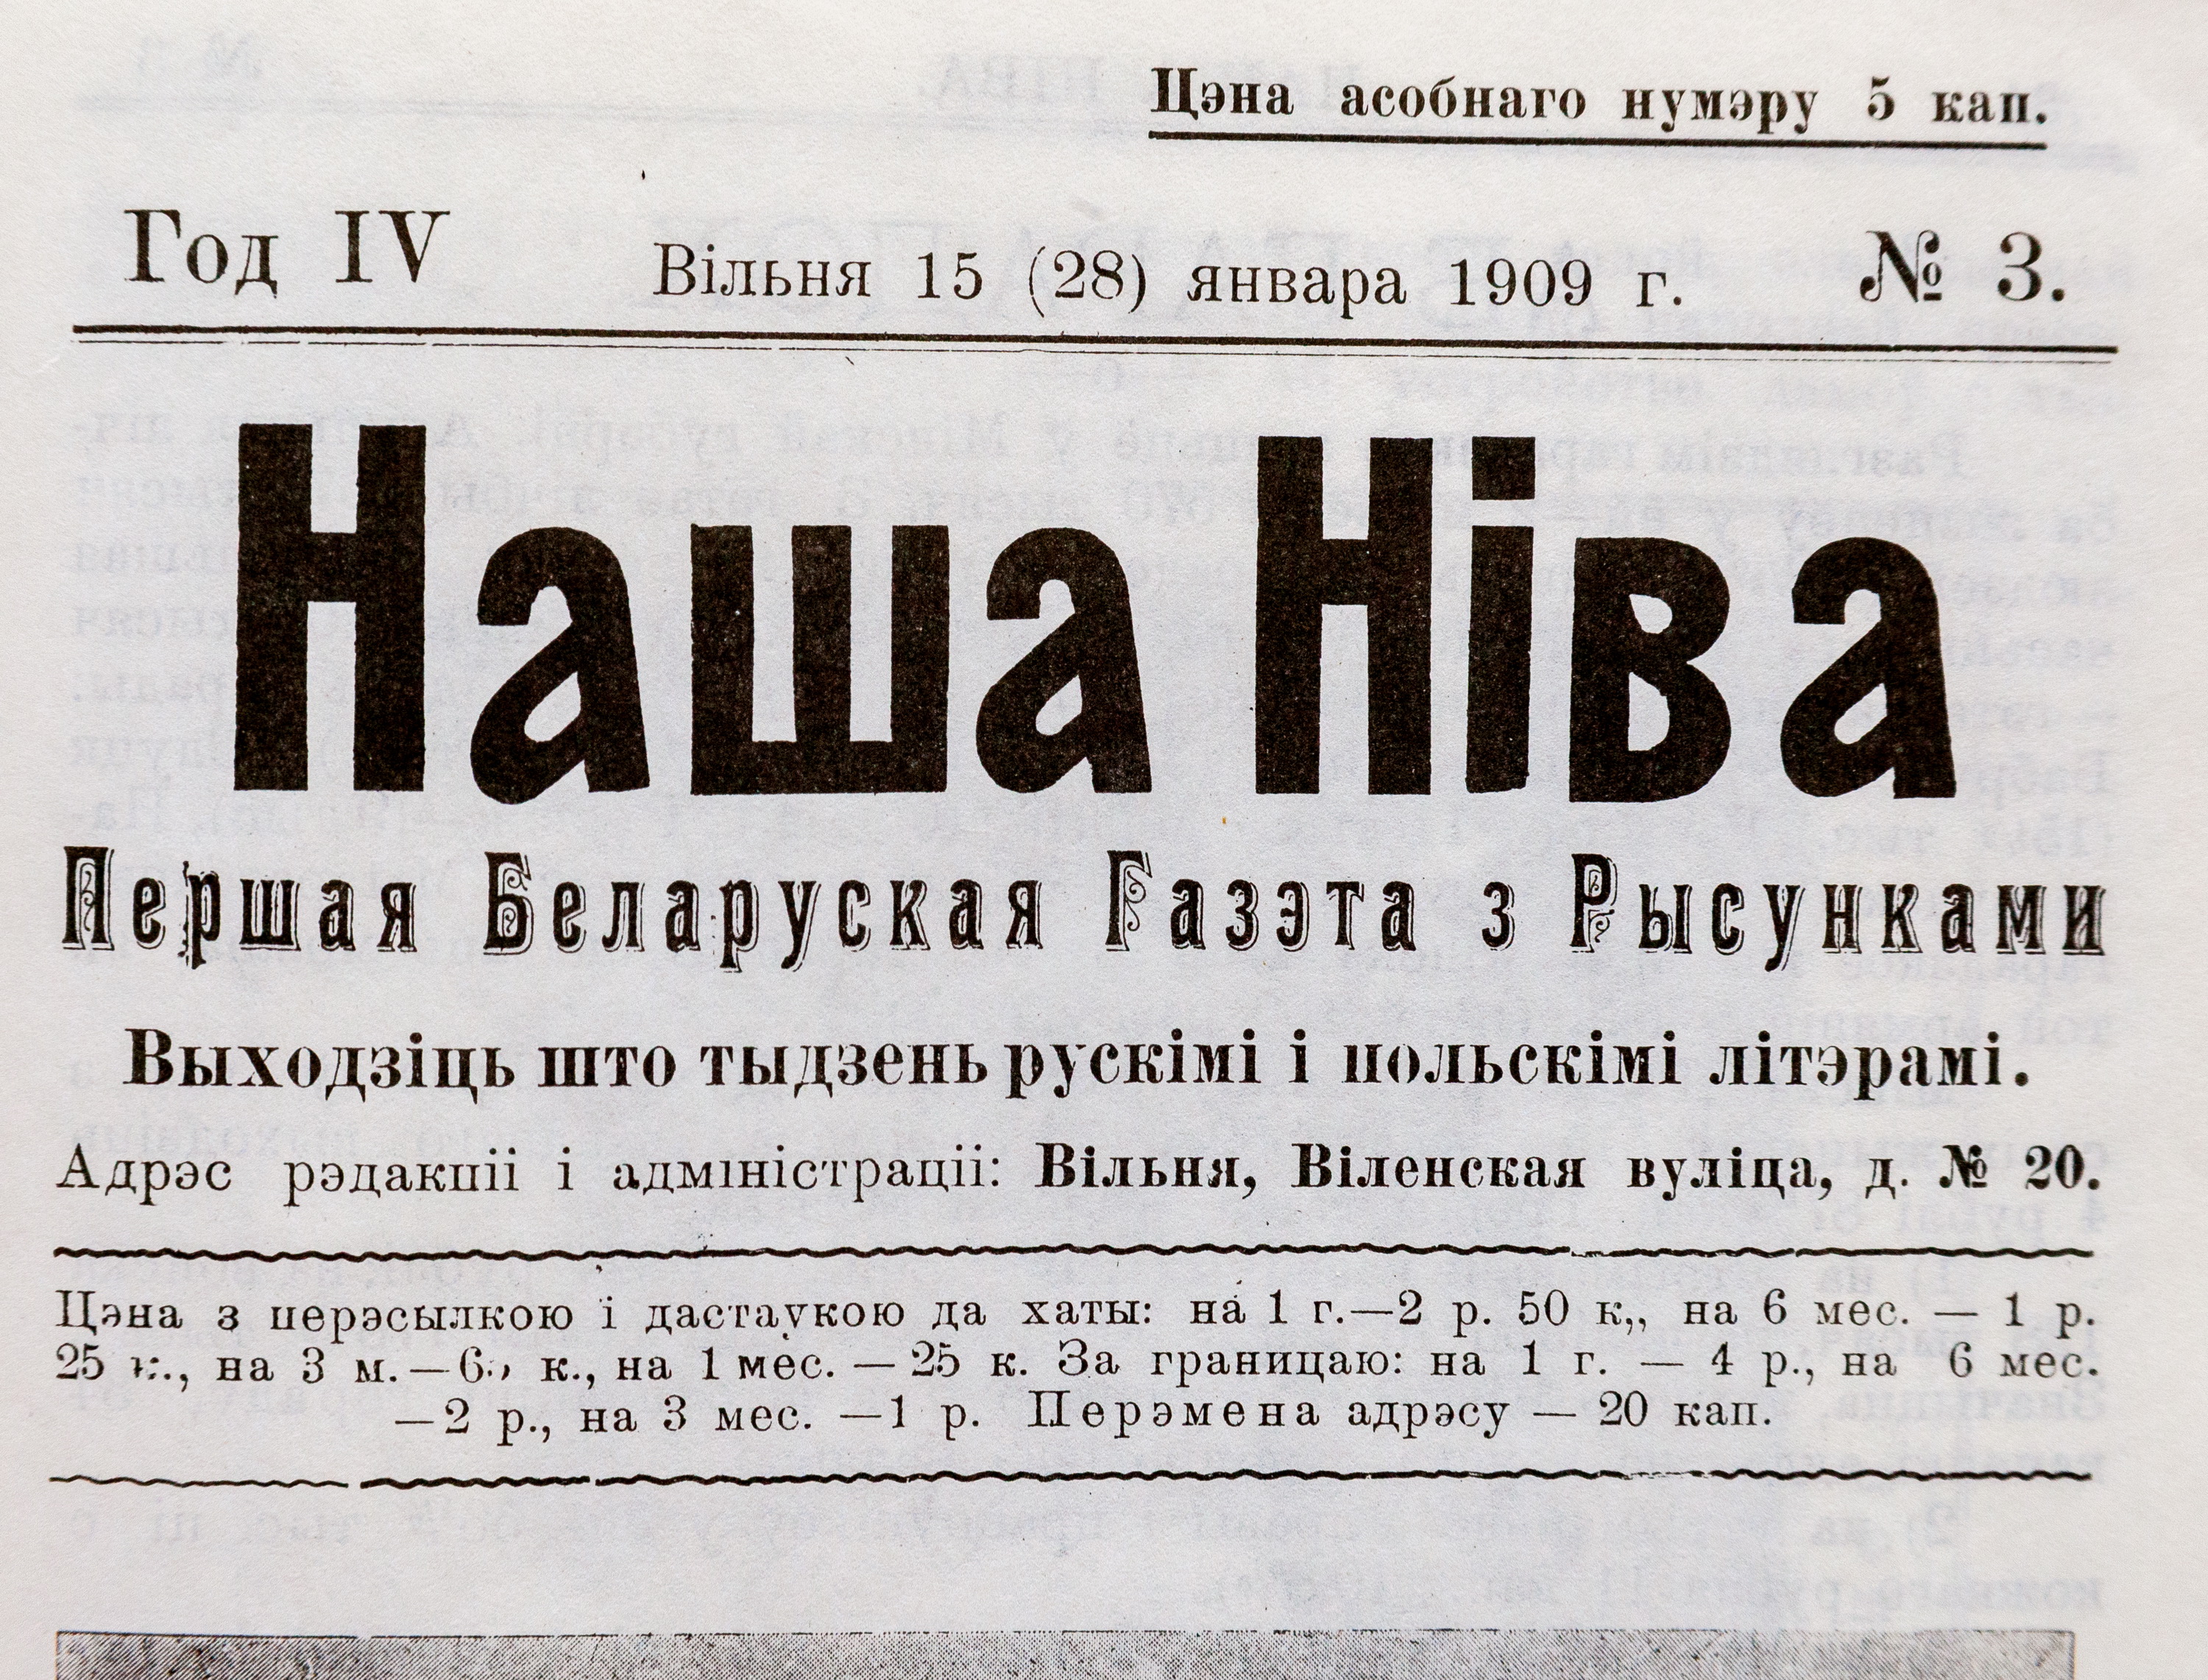 Цэна асобнаго нумэру 5 кап.
Год IV Вільня 15 (28) января 1909 г. № 3.
Наша Ніва
Першая Беларуская Газэта з Рысунками
Выходзіць што тыдзень рускімі і польскімі літэрамі.
Адрэс рэдакціі і адміністраціі: Вільня, Віленская вуліца, д. № 20.
Цэна з перэсылкою і дастаукою да хаты: на 1 г.—2 р. 50 к,, на 6 мес. — 1 р.
25 к., на 3 м.— к., на 1 мес. — 25 к. За границаю: на 1 г. — 4 р., на 6 мес.
—2 р., на 3 мес. —1 р. Перэмена адрэсу — 20 кап.